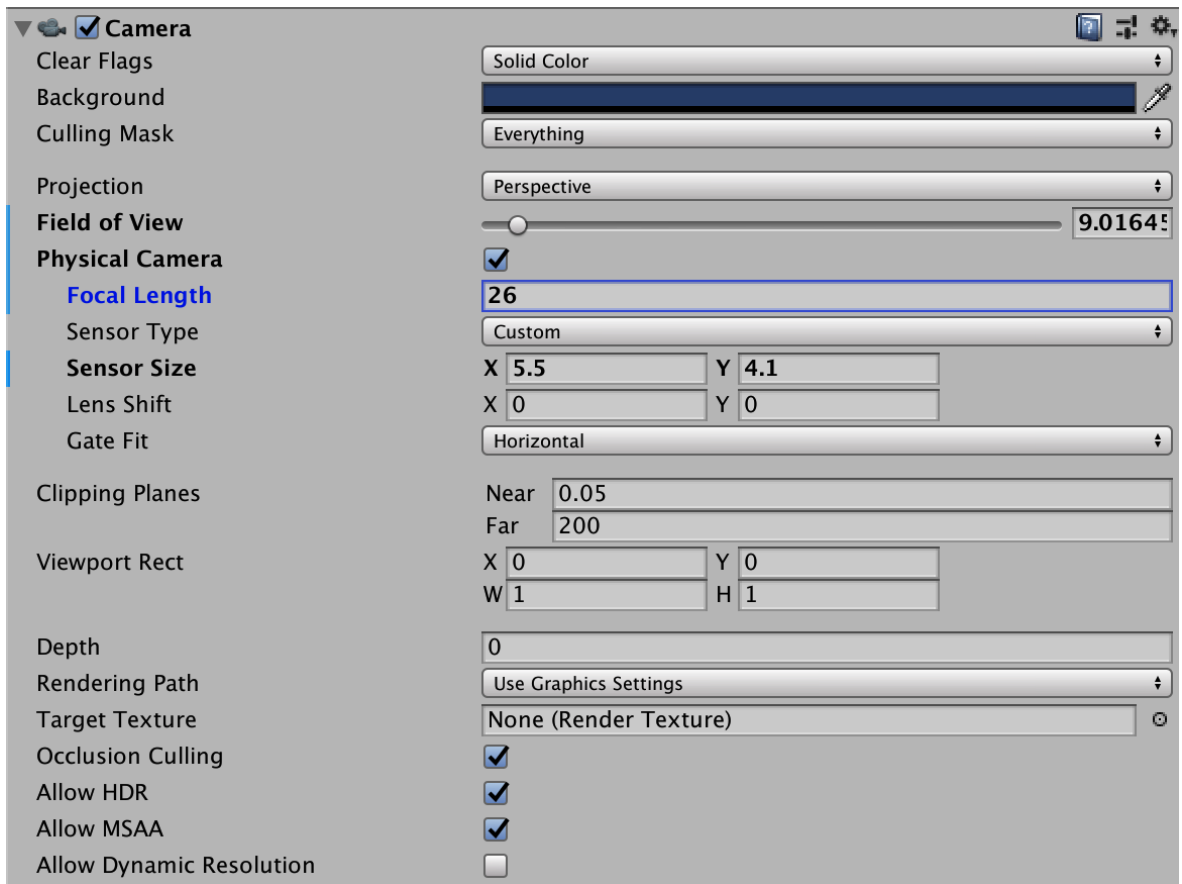 Camera
Clear Flags Solid Color
Background
Culling Mask Everything
Projection Perspective
Field of View 9.01645
Physical Camera
Focal Length 26
Sensor Type Custom
Sensor Size X 5.5 Y 4.1
Lens Shift X 0 Y 0
Gate Fit Horizontal
Clipping Planes Near 0.05
Far 200
Viewport Rect X 0 Y 0
W 1 H 1
Depth 0
Rendering Path Use Graphics Settings
Target Texture None (Render Texture)
Occlusion Culling
Allow HDR
Allow MSAA
Allow Dynamic Resolution